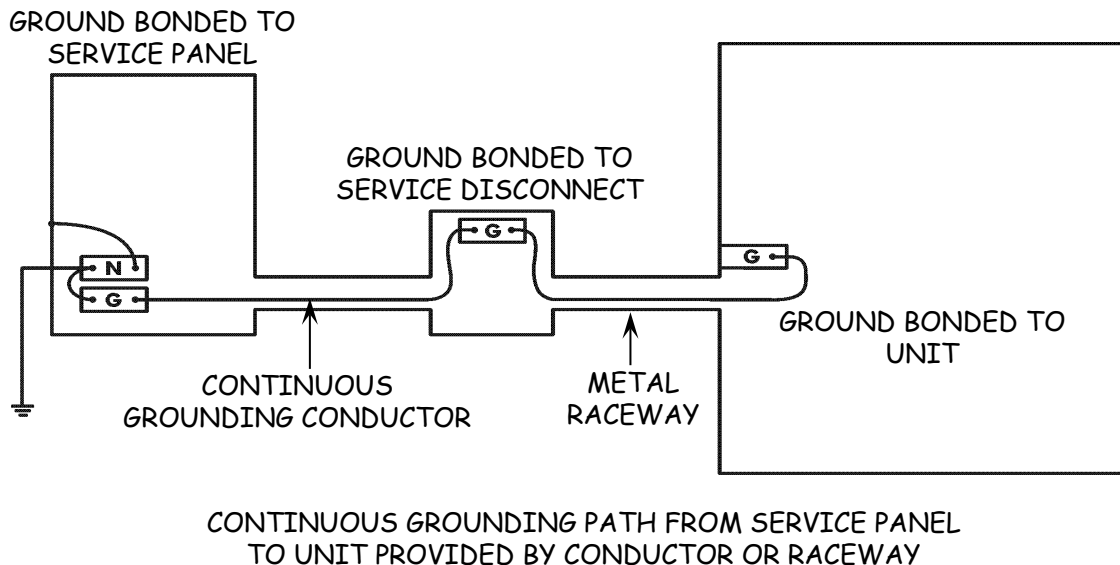 GROUND BONDED TO
SERVICE PANEL
GROUND BONDED TO
SERVICE DISCONNECT
G
N
G
G
GROUND BONDED TO
UNIT
CONTINUOUS
GROUNDING CONDUCTOR
METAL
RACEWAY
CONTINUOUS GROUNDING PATH FROM SERVICE PANEL
TO UNIT PROVIDED BY CONDUCTOR OR RACEWAY